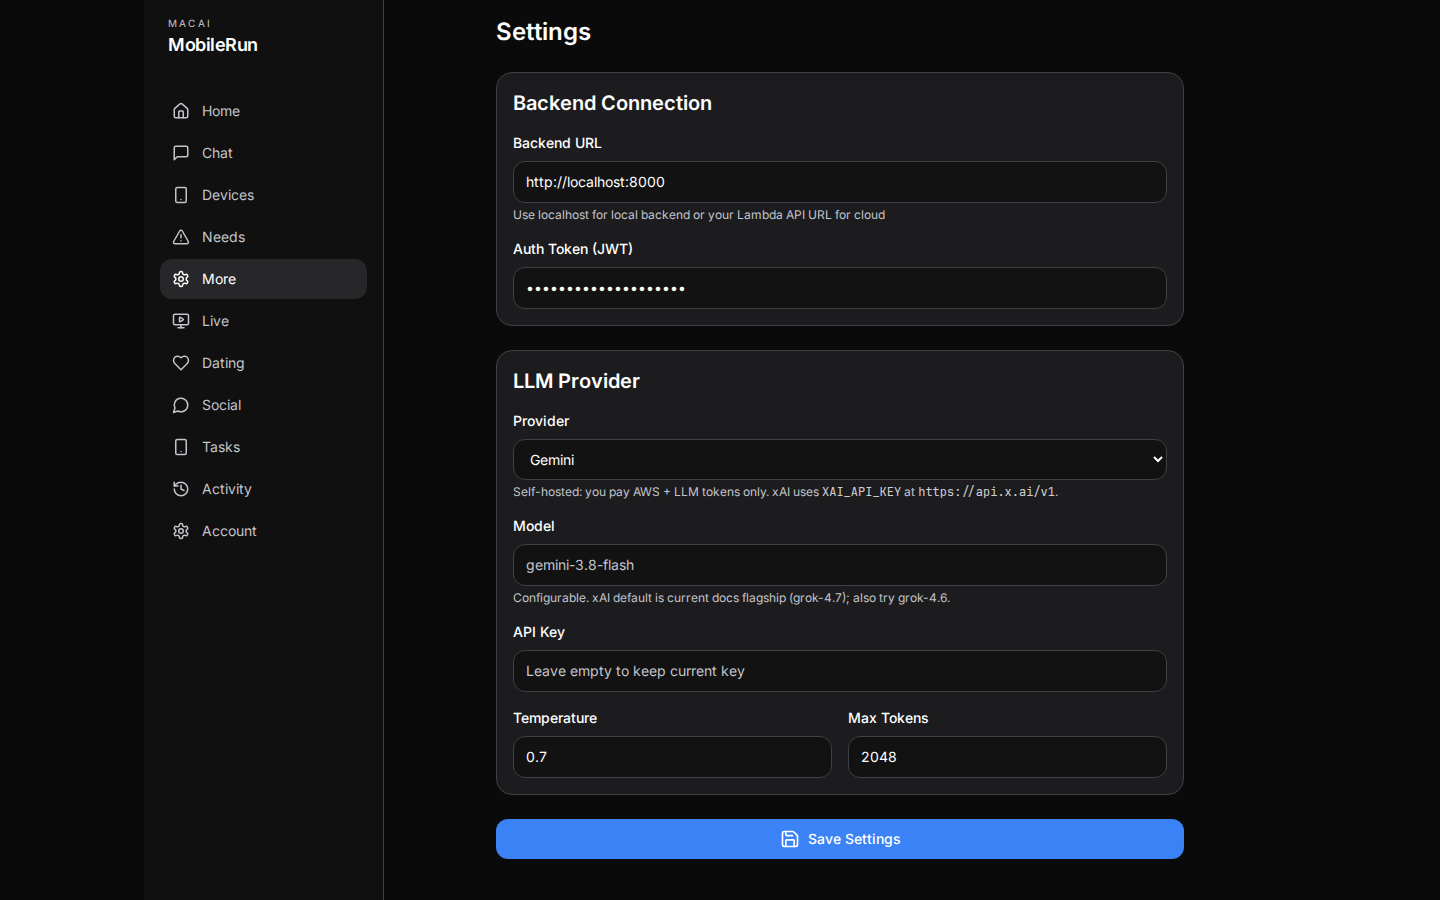 MACAI
MobileRun
Home
Chat
Devices
Needs
More
Live
Dating
Social
Tasks
Activity
Account
Settings
Backend Connection
Backend URL
http://localhost:8000
Use localhost for local backend or your Lambda API URL for cloud
Auth Token (JWT)
••••••••••••••••••••
LLM Provider
Provider
Gemini
Self-hosted: you pay AWS + LLM tokens only. xAI uses XAI_API_KEY at https://api.x.ai/v1.
Model
gemini-3.8-flash
Configurable. xAI default is current docs flagship (grok-4.7); also try grok-4.6.
API Key
Leave empty to keep current key
Temperature
Max Tokens
0.7
2048
Save Settings